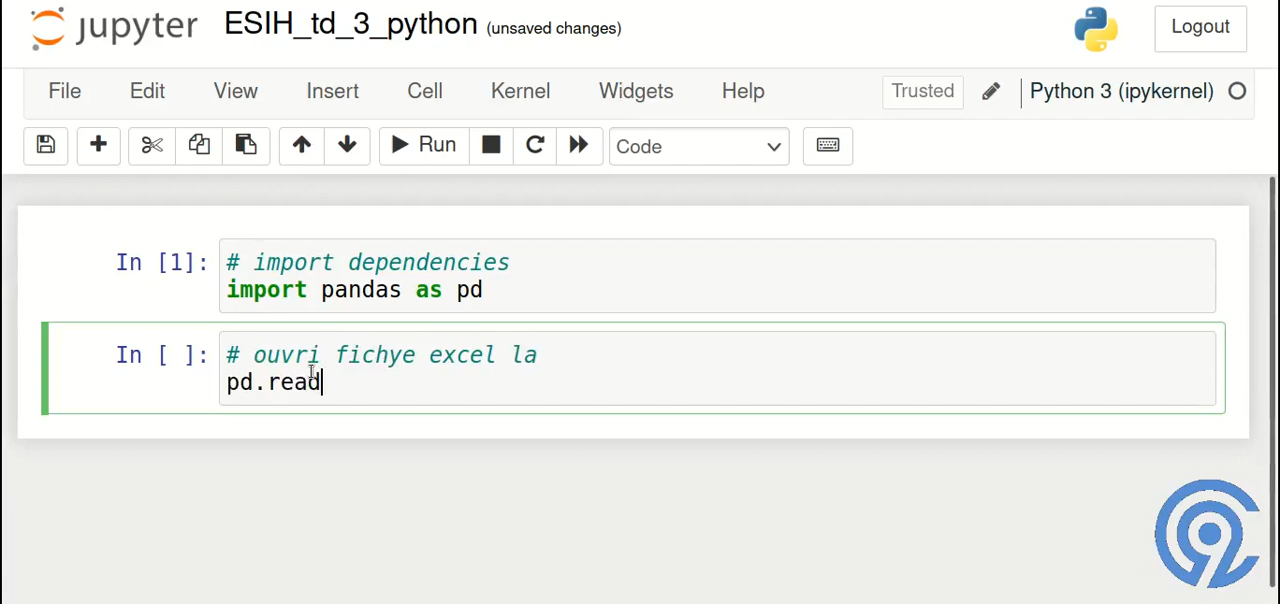 jupyter ESIH_td_3_python (unsaved changes) Logout
File Edit View Insert Cell Kernel Widgets Help Trusted Python 3 (ipykernel)
Run Code
In [1]: # import dependencies
import pandas as pd
In [ ]: # ouvri fichye excel la
pd.read